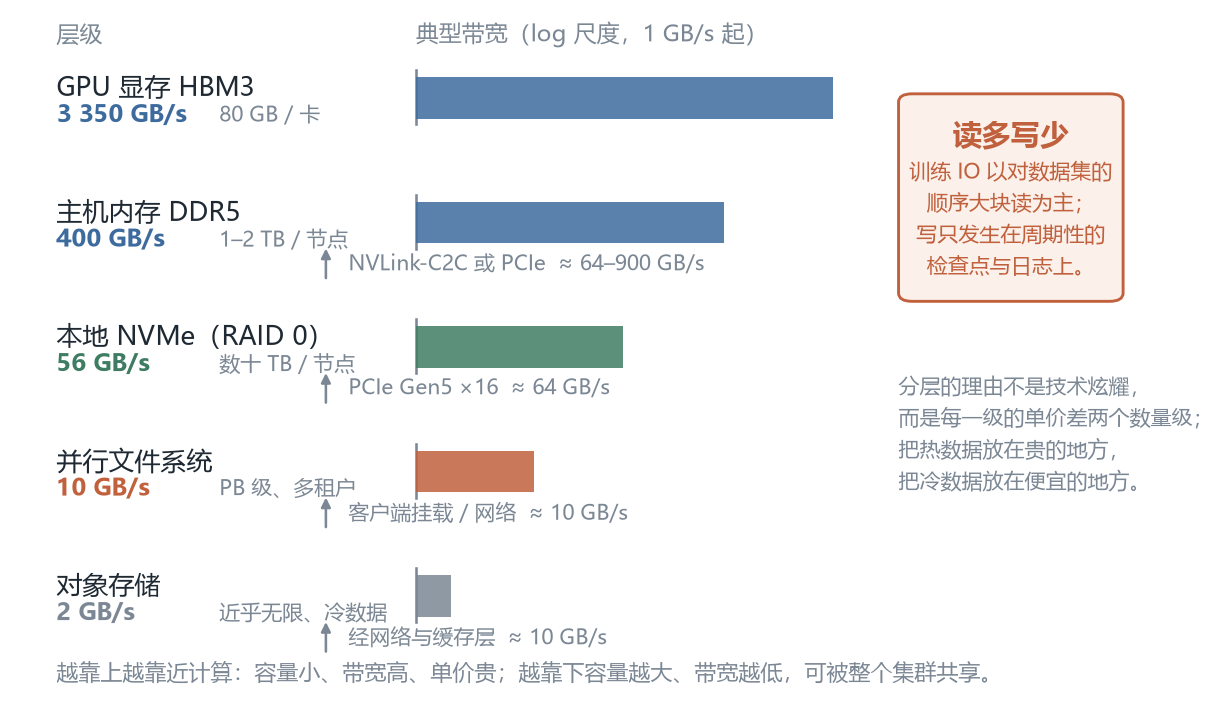 层级
典型带宽（log 尺度，1 GB/s 起）
GPU 显存 HBM3
3 350 GB/s
80 GB / 卡
主机内存 DDR5
400 GB/s
1–2 TB / 节点
NVLink-C2C 或 PCIe ≈ 64–900 GB/s
本地 NVMe（RAID 0）
56 GB/s
数十 TB / 节点
PCIe Gen5 ×16 ≈ 64 GB/s
并行文件系统
10 GB/s
PB 级、多租户
客户端挂载 / 网络 ≈ 10 GB/s
对象存储
2 GB/s
近乎无限、冷数据
经网络与缓存层 ≈ 10 GB/s
读多写少
训练 IO 以对数据集的
顺序大块读为主；
写只发生在周期性的
检查点与日志上。
分层的理由不是技术炫耀，
而是每一级的单价差两个数量级；
把热数据放在贵的地方，
把冷数据放在便宜的地方。
越靠上越靠近计算：容量小、带宽高、单价贵；越靠下容量越大、带宽越低，可被整个集群共享。